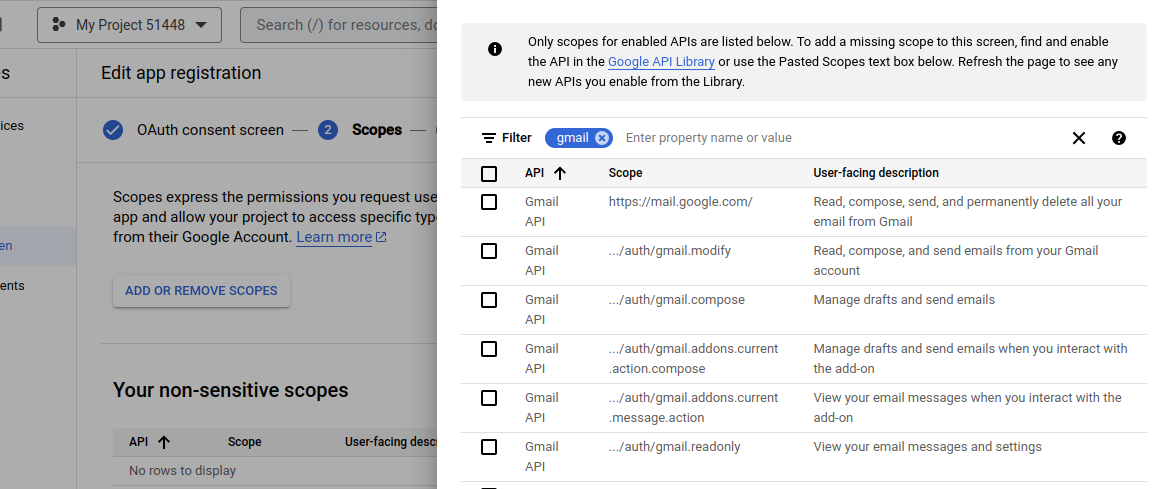 My Project 51448
Search (/) for resources, do
s
Edit app registration
ices
OAuth consent screen
2
Scopes
Scopes express the permissions you request use
app and allow your project to access specific type
from their Google Account. Learn more
en
ents
ADD OR REMOVE SCOPES
Your non-sensitive scopes
API Scope User-facing descr
No rows to display
Only scopes for enabled APIs are listed below. To add a missing scope to this screen, find and enable
the API in the Google API Library or use the Pasted Scopes text box below. Refresh the page to see any
new APIs you enable from the Library.
Filter gmail Enter property name or value
API Scope User-facing description
Gmail https://mail.google.com/ Read, compose, send, and permanently delete all your
API email from Gmail
Gmail .../auth/gmail.modify Read, compose, and send emails from your Gmail
API account
Gmail .../auth/gmail.compose Manage drafts and send emails
API
Gmail .../auth/gmail.addons.current Manage drafts and send emails when you interact with
API .action.compose the add-on
Gmail .../auth/gmail.addons.current View your email messages when you interact with the
API .message.action add-on
Gmail .../auth/gmail.readonly View your email messages and settings
API